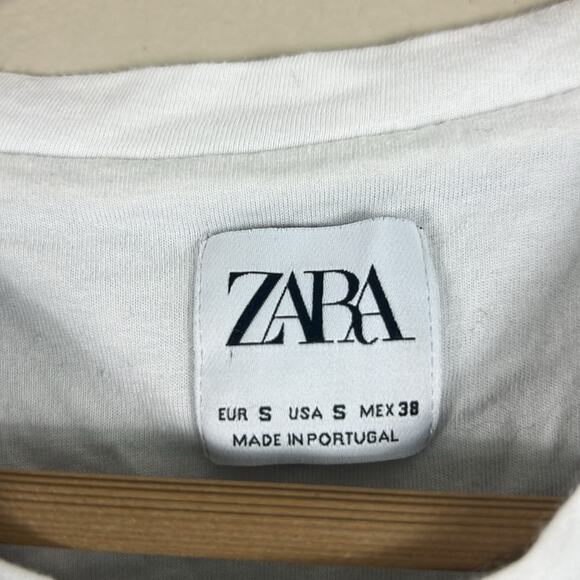 ZARA
EUR S USA S MEX 38
MADE IN PORTUGAL